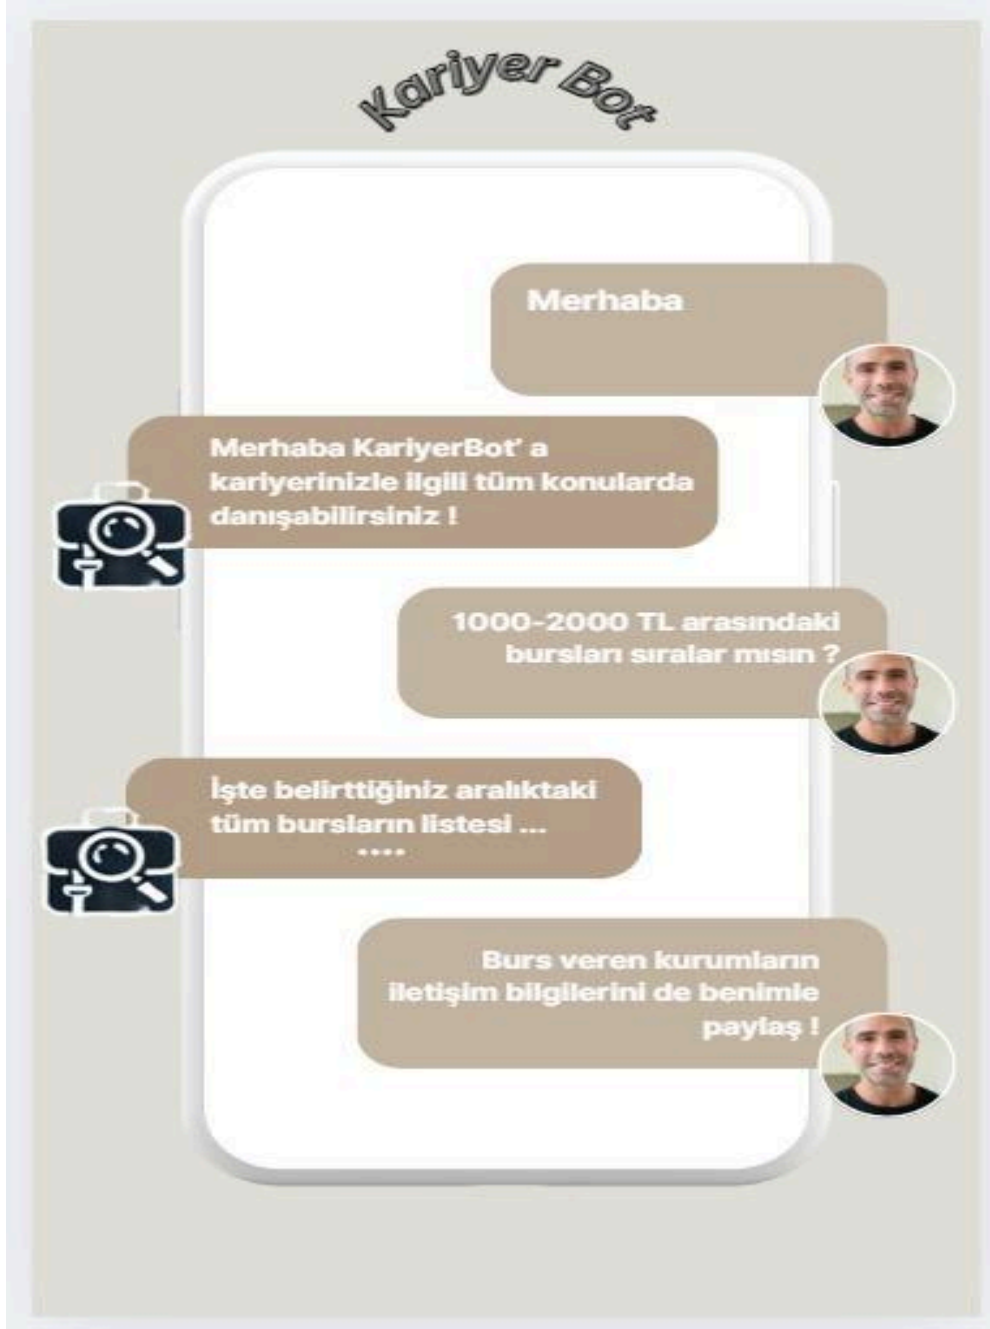 Kariyer Bot
Merhaba
Merhaba KariyerBot' a
kariyerinizle ilgili tüm konularda
danışabilirsiniz !
1000-2000 TL arasındaki
bursları sıralar mısın ?
İşte belirttiğiniz aralıktaki
tüm bursların listesi ...
....
Burs veren kurumların
iletişim bilgilerini de benimle
paylaş !